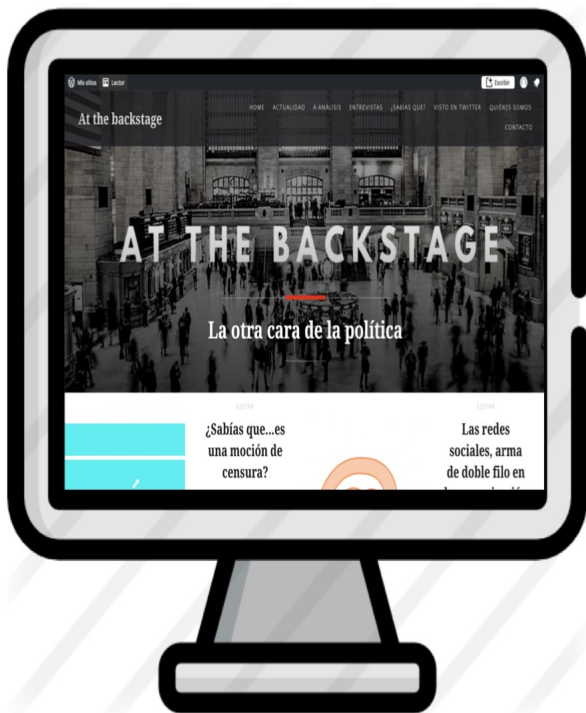 Mis sitios Lector Escribir
At the backstage
HOME ACTUALIDAD A ANÁLISIS ENTREVISTAS ¿SABÍAS QUE? VISTO EN TWITTER QUIÉNES SOMOS
CONTACTO
AT THE BACKSTAGE
La otra cara de la política
EDITAR
¿Sabías que...es
una moción de
censura?
EDITAR
Las redes
sociales, arma
de doble filo en